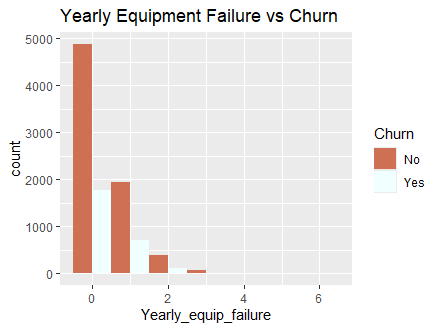 Yearly Equipment Failure vs Churn
5000
4000
3000
2000
1000
0
count
0 2 4 6
Yearly_equip_failure
Churn
No
Yes